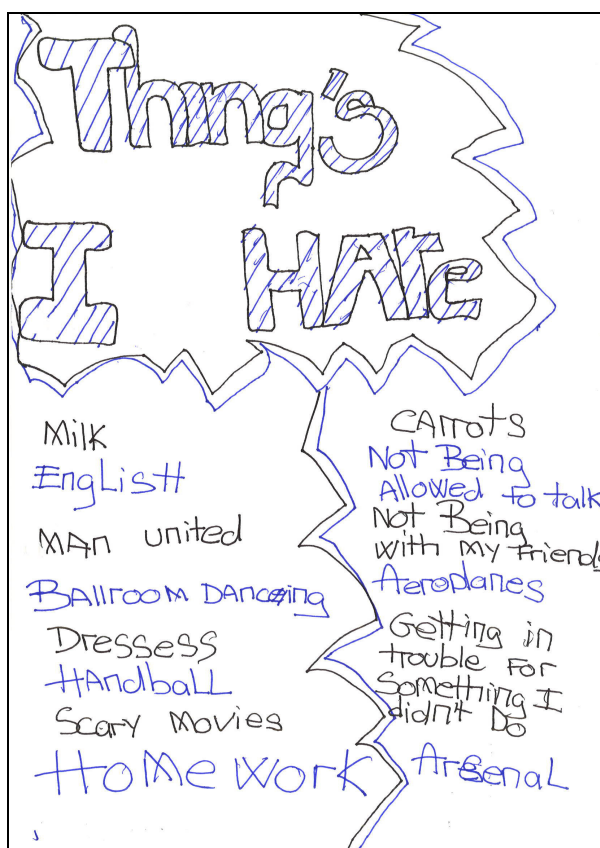 Thing's
I HATe
Milk
EngLisH
MAn united
BAllroom DAnceing
Dressess
HAndbaLL
Scary Movies
HoMe work
CArrots
Not Being
Allowed to talk
Not Being
with my Friends
Aeroplanes
Getting in
trouble For
Something I
didn't Do
ArsenaL